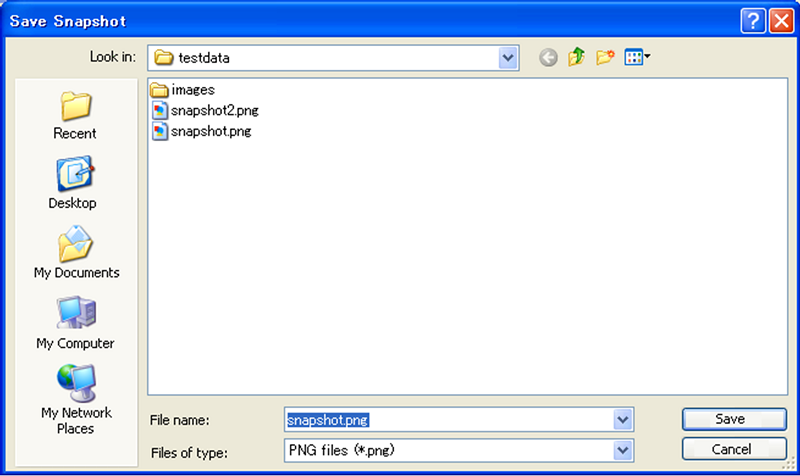 Save Snapshot
Look in: testdata
images
snapshot2.png
snapshot.png
Recent
Desktop
My Documents
My Computer
My Network
Places
File name: snapshot.png Save
Files of type: PNG files (*.png) Cancel